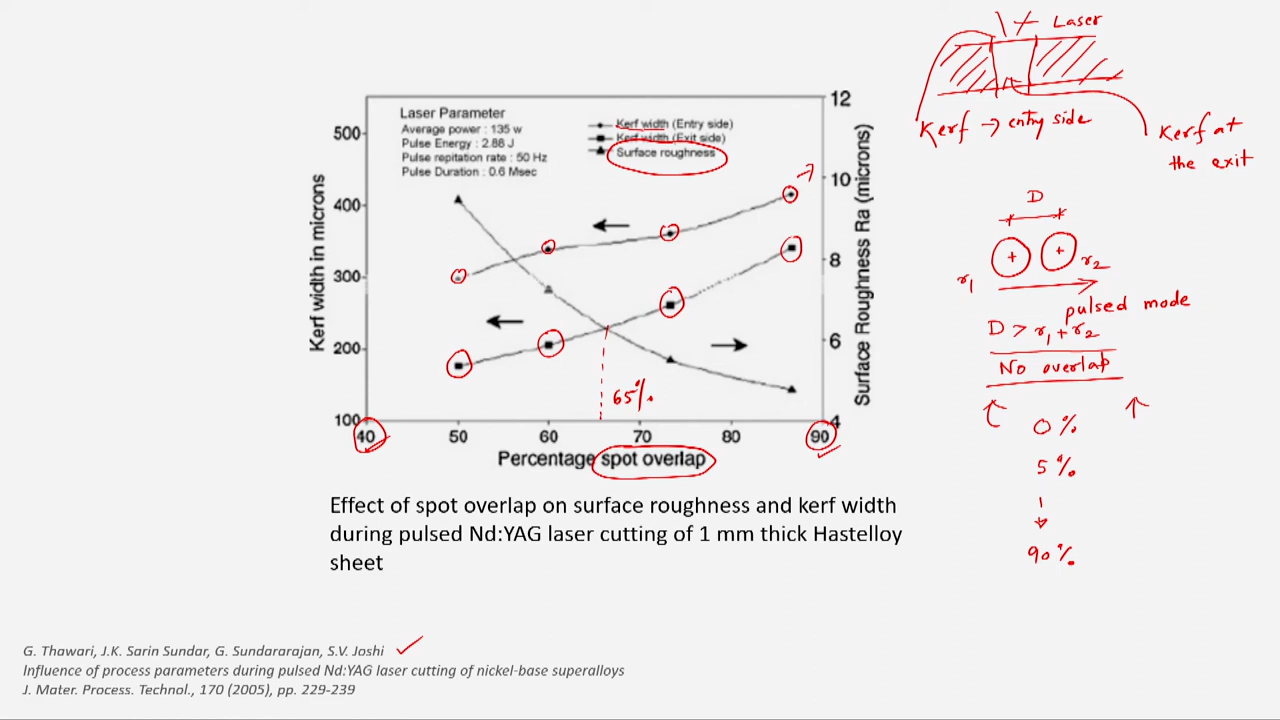 Laser
Kerf → entry side
Kerf at
the exit
D
r1
r2
pulsed mode
D > r1 + r2
No overlap
0%
5%
90%
Laser Parameter
Average power : 135 w
Pulse Energy : 2.88 J
Pulse repitation rate : 50 Hz
Pulse Duration : 0.6 Msec
Kerf width (Entry side)
Kerf width (Exit side)
Surface roughness
Kerf width in microns
500
400
300
200
100
Surface Roughness Ra (microns)
12
10
8
6
4
65%
40 50 60 70 80 90
Percentage spot overlap
Effect of spot overlap on surface roughness and kerf width
during pulsed Nd:YAG laser cutting of 1 mm thick Hastelloy
sheet
G. Thawari, J.K. Sarin Sundar, G. Sundararajan, S.V. Joshi
Influence of process parameters during pulsed Nd:YAG laser cutting of nickel-base superalloys
J. Mater. Process. Technol., 170 (2005), pp. 229-239